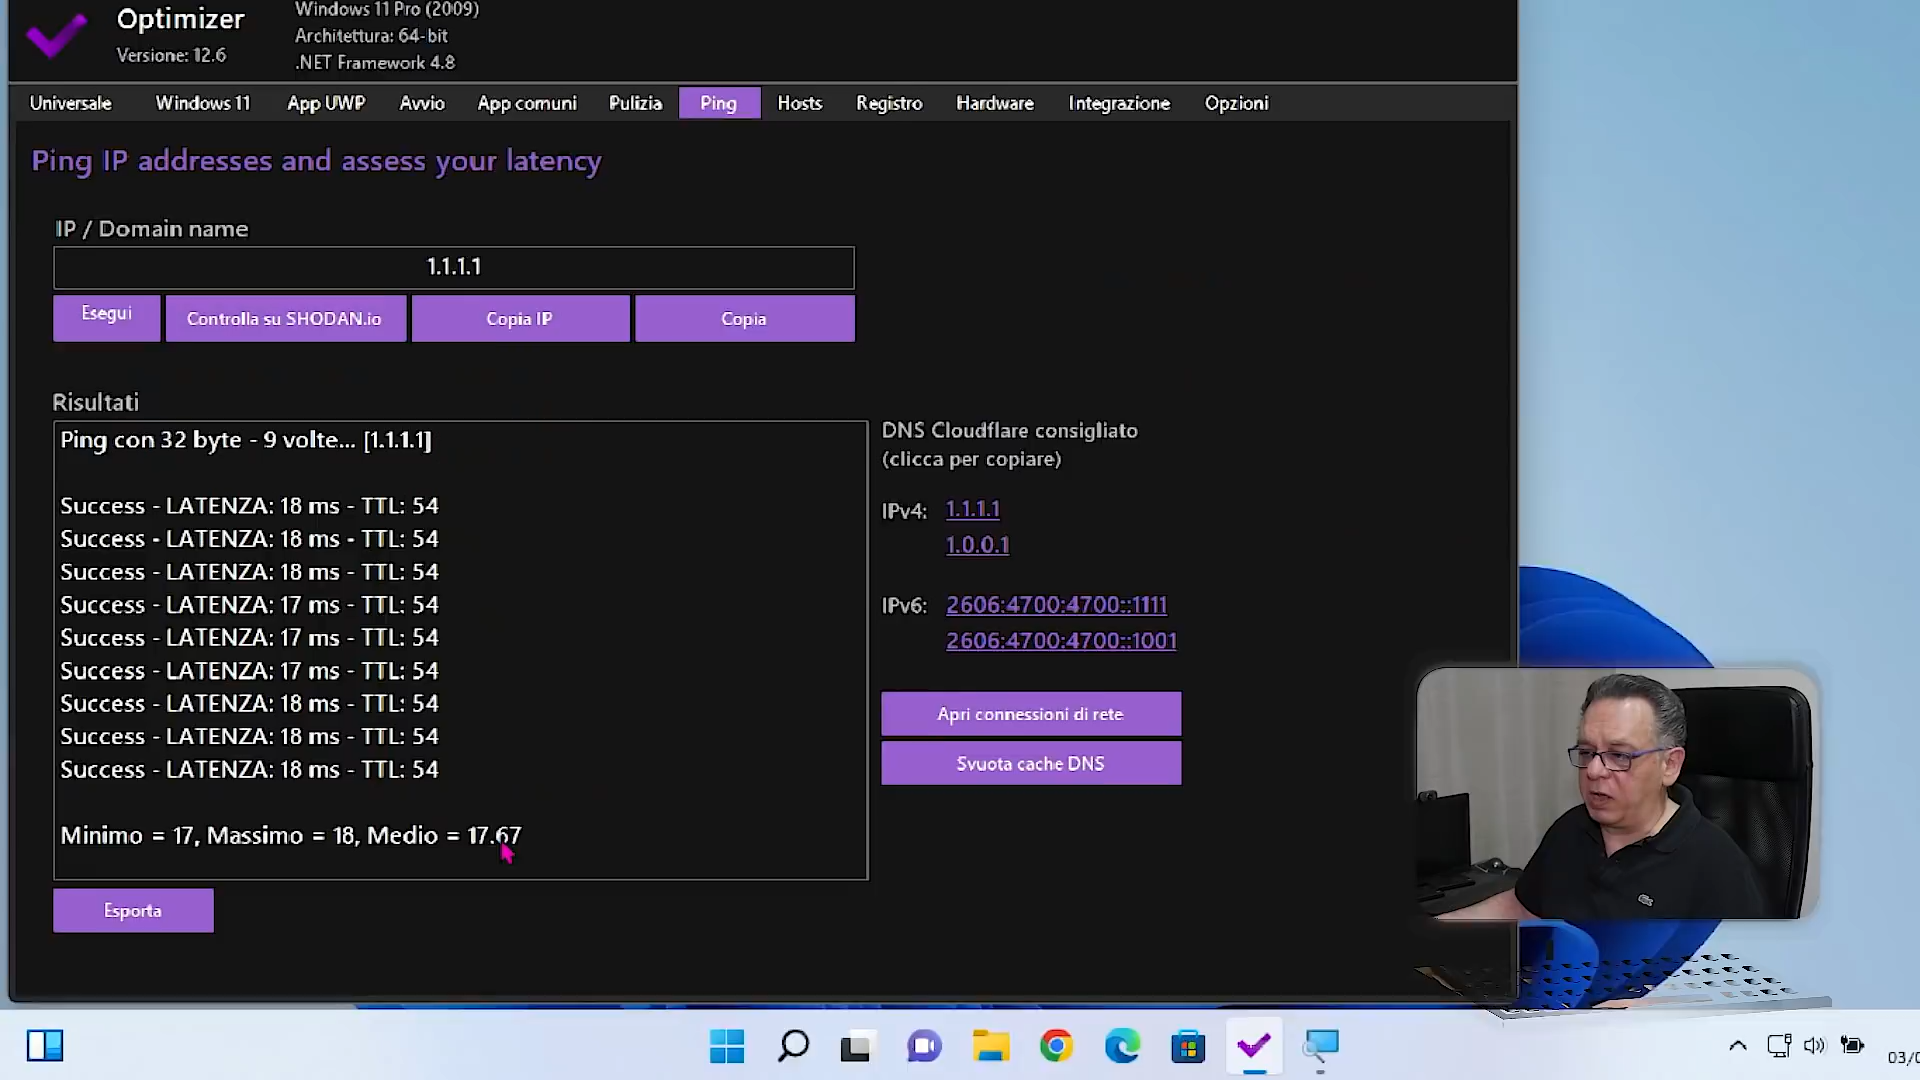 Optimizer
Versione: 12.6
Windows 11 Pro (2009)
Architettura: 64-bit
.NET Framework 4.8
Universale Windows 11 App UWP Avvio App comuni Pulizia Ping Hosts Registro Hardware Integrazione Opzioni
Ping IP addresses and assess your latency
IP / Domain name
1.1.1.1
Esegui Controlla su SHODAN.io Copia IP Copia
Risultati
Ping con 32 byte - 9 volte... [1.1.1.1]
Success - LATENZA: 18 ms - TTL: 54
Success - LATENZA: 18 ms - TTL: 54
Success - LATENZA: 18 ms - TTL: 54
Success - LATENZA: 17 ms - TTL: 54
Success - LATENZA: 17 ms - TTL: 54
Success - LATENZA: 17 ms - TTL: 54
Success - LATENZA: 18 ms - TTL: 54
Success - LATENZA: 18 ms - TTL: 54
Success - LATENZA: 18 ms - TTL: 54
Minimo = 17, Massimo = 18, Medio = 17.67
Esporta
DNS Cloudflare consigliato
(clicca per copiare)
IPv4: 1.1.1.1
1.0.0.1
IPv6: 2606:4700:4700::1111
2606:4700:4700::1001
Apri connessioni di rete
Svuota cache DNS
03/